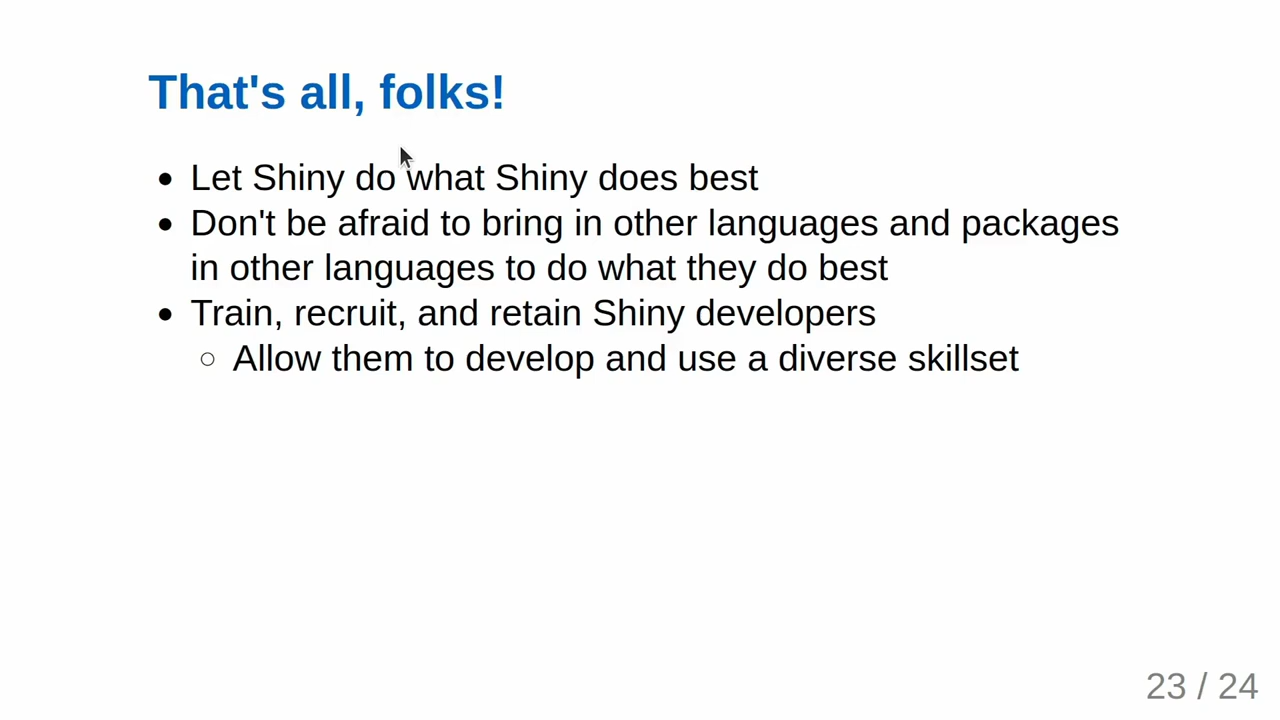 That's all, folks!
Let Shiny do what Shiny does best
Don't be afraid to bring in other languages and packages
in other languages to do what they do best
Train, recruit, and retain Shiny developers
Allow them to develop and use a diverse skillset
23 / 24